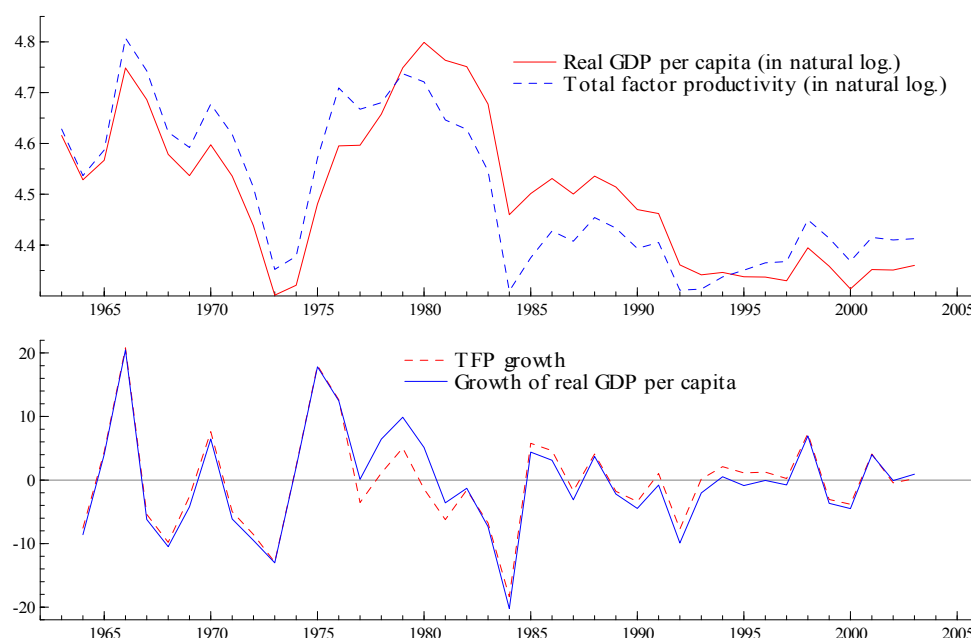 4.8
Real GDP per capita (in natural log.)
Total factor productivity (in natural log.)
4.7
4.6
4.5
4.4
1965 1970 1975 1980 1985 1990 1995 2000 2005
20
TFP growth
Growth of real GDP per capita
10
0
-10
-20
1965 1970 1975 1980 1985 1990 1995 2000 2005